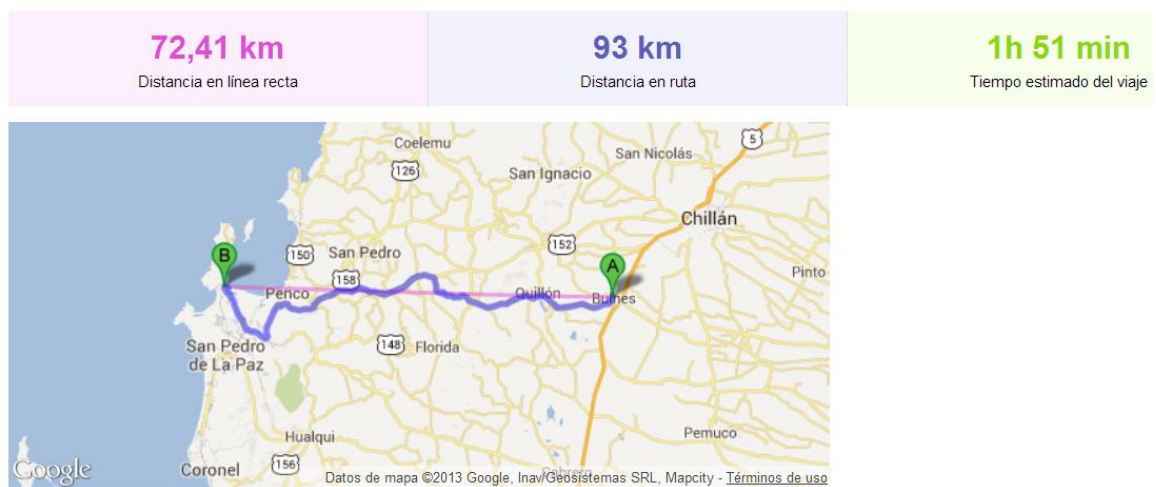 72,41 km
Distancia en línea recta
93 km
Distancia en ruta
1h 51 min
Tiempo estimado del viaje
5
Coelemu
San Nicolás
126
San Ignacio
Chillán
152
B
150
San Pedro
A
158
Pinto
Penco
Quillón
Bulnes
San Pedro
de La Paz
148
Florida
Pemuco
Hualqui
156
Coronel
Cabrero
Google
Datos de mapa ©2013 Google, Inav/Geosistemas SRL, Mapcity - Términos de uso